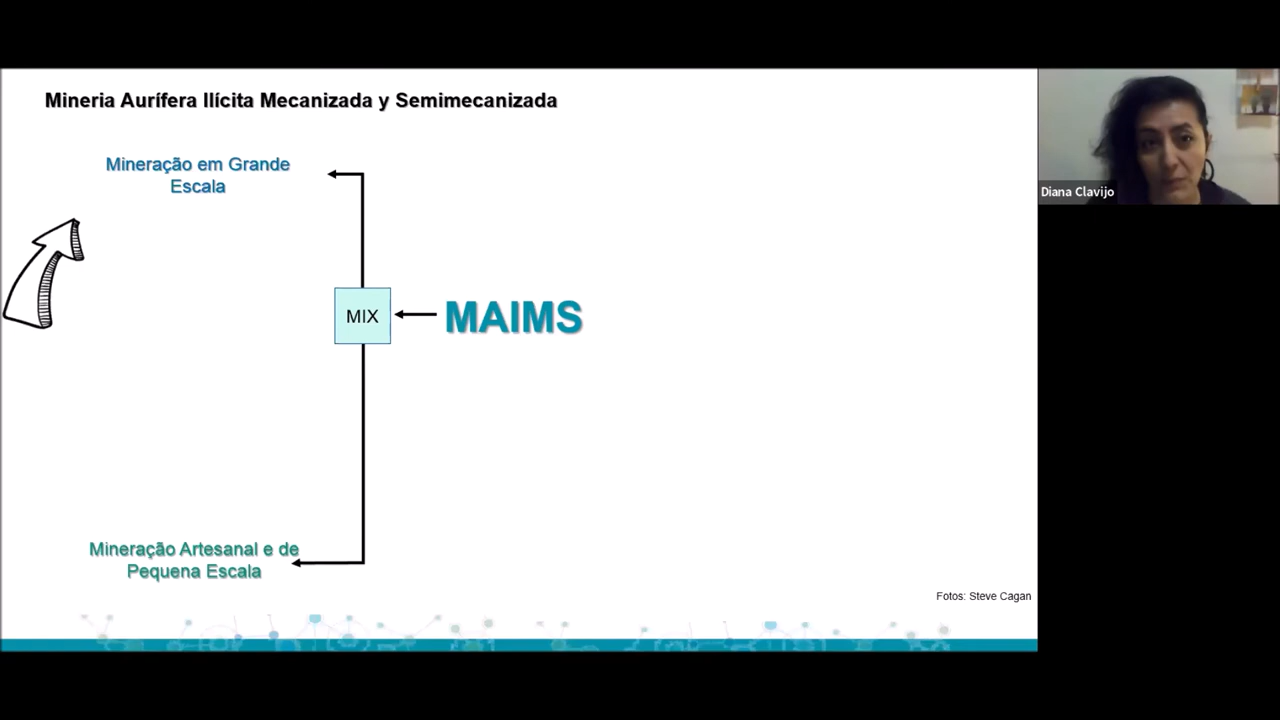 Mineria Aurífera Ilícita Mecanizada y Semimecanizada
Mineração em Grande
Escala
MIX
MAIMS
Mineração Artesanal e de
Pequena Escala
Fotos: Steve Cagan
Diana Clavijo